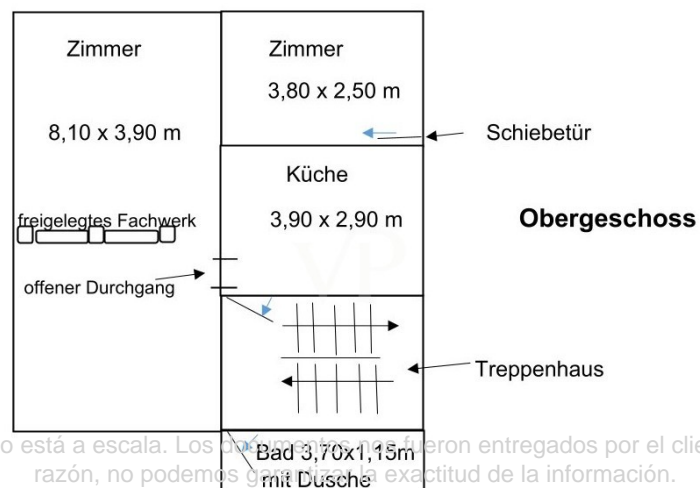 Zimmer
8,10 x 3,90 m
freigelegtes Fachwerk
offener Durchgang
Zimmer
3,80 x 2,50 m
Schiebetür
Küche
3,90 x 2,90 m
Obergeschoss
VP
Treppenhaus
Bad 3,70x1,15m
mit Dusche
o está a escala. Los documentos nos fueron entregados por el clie
razón, no podemos garantizar la exactitud de la información.